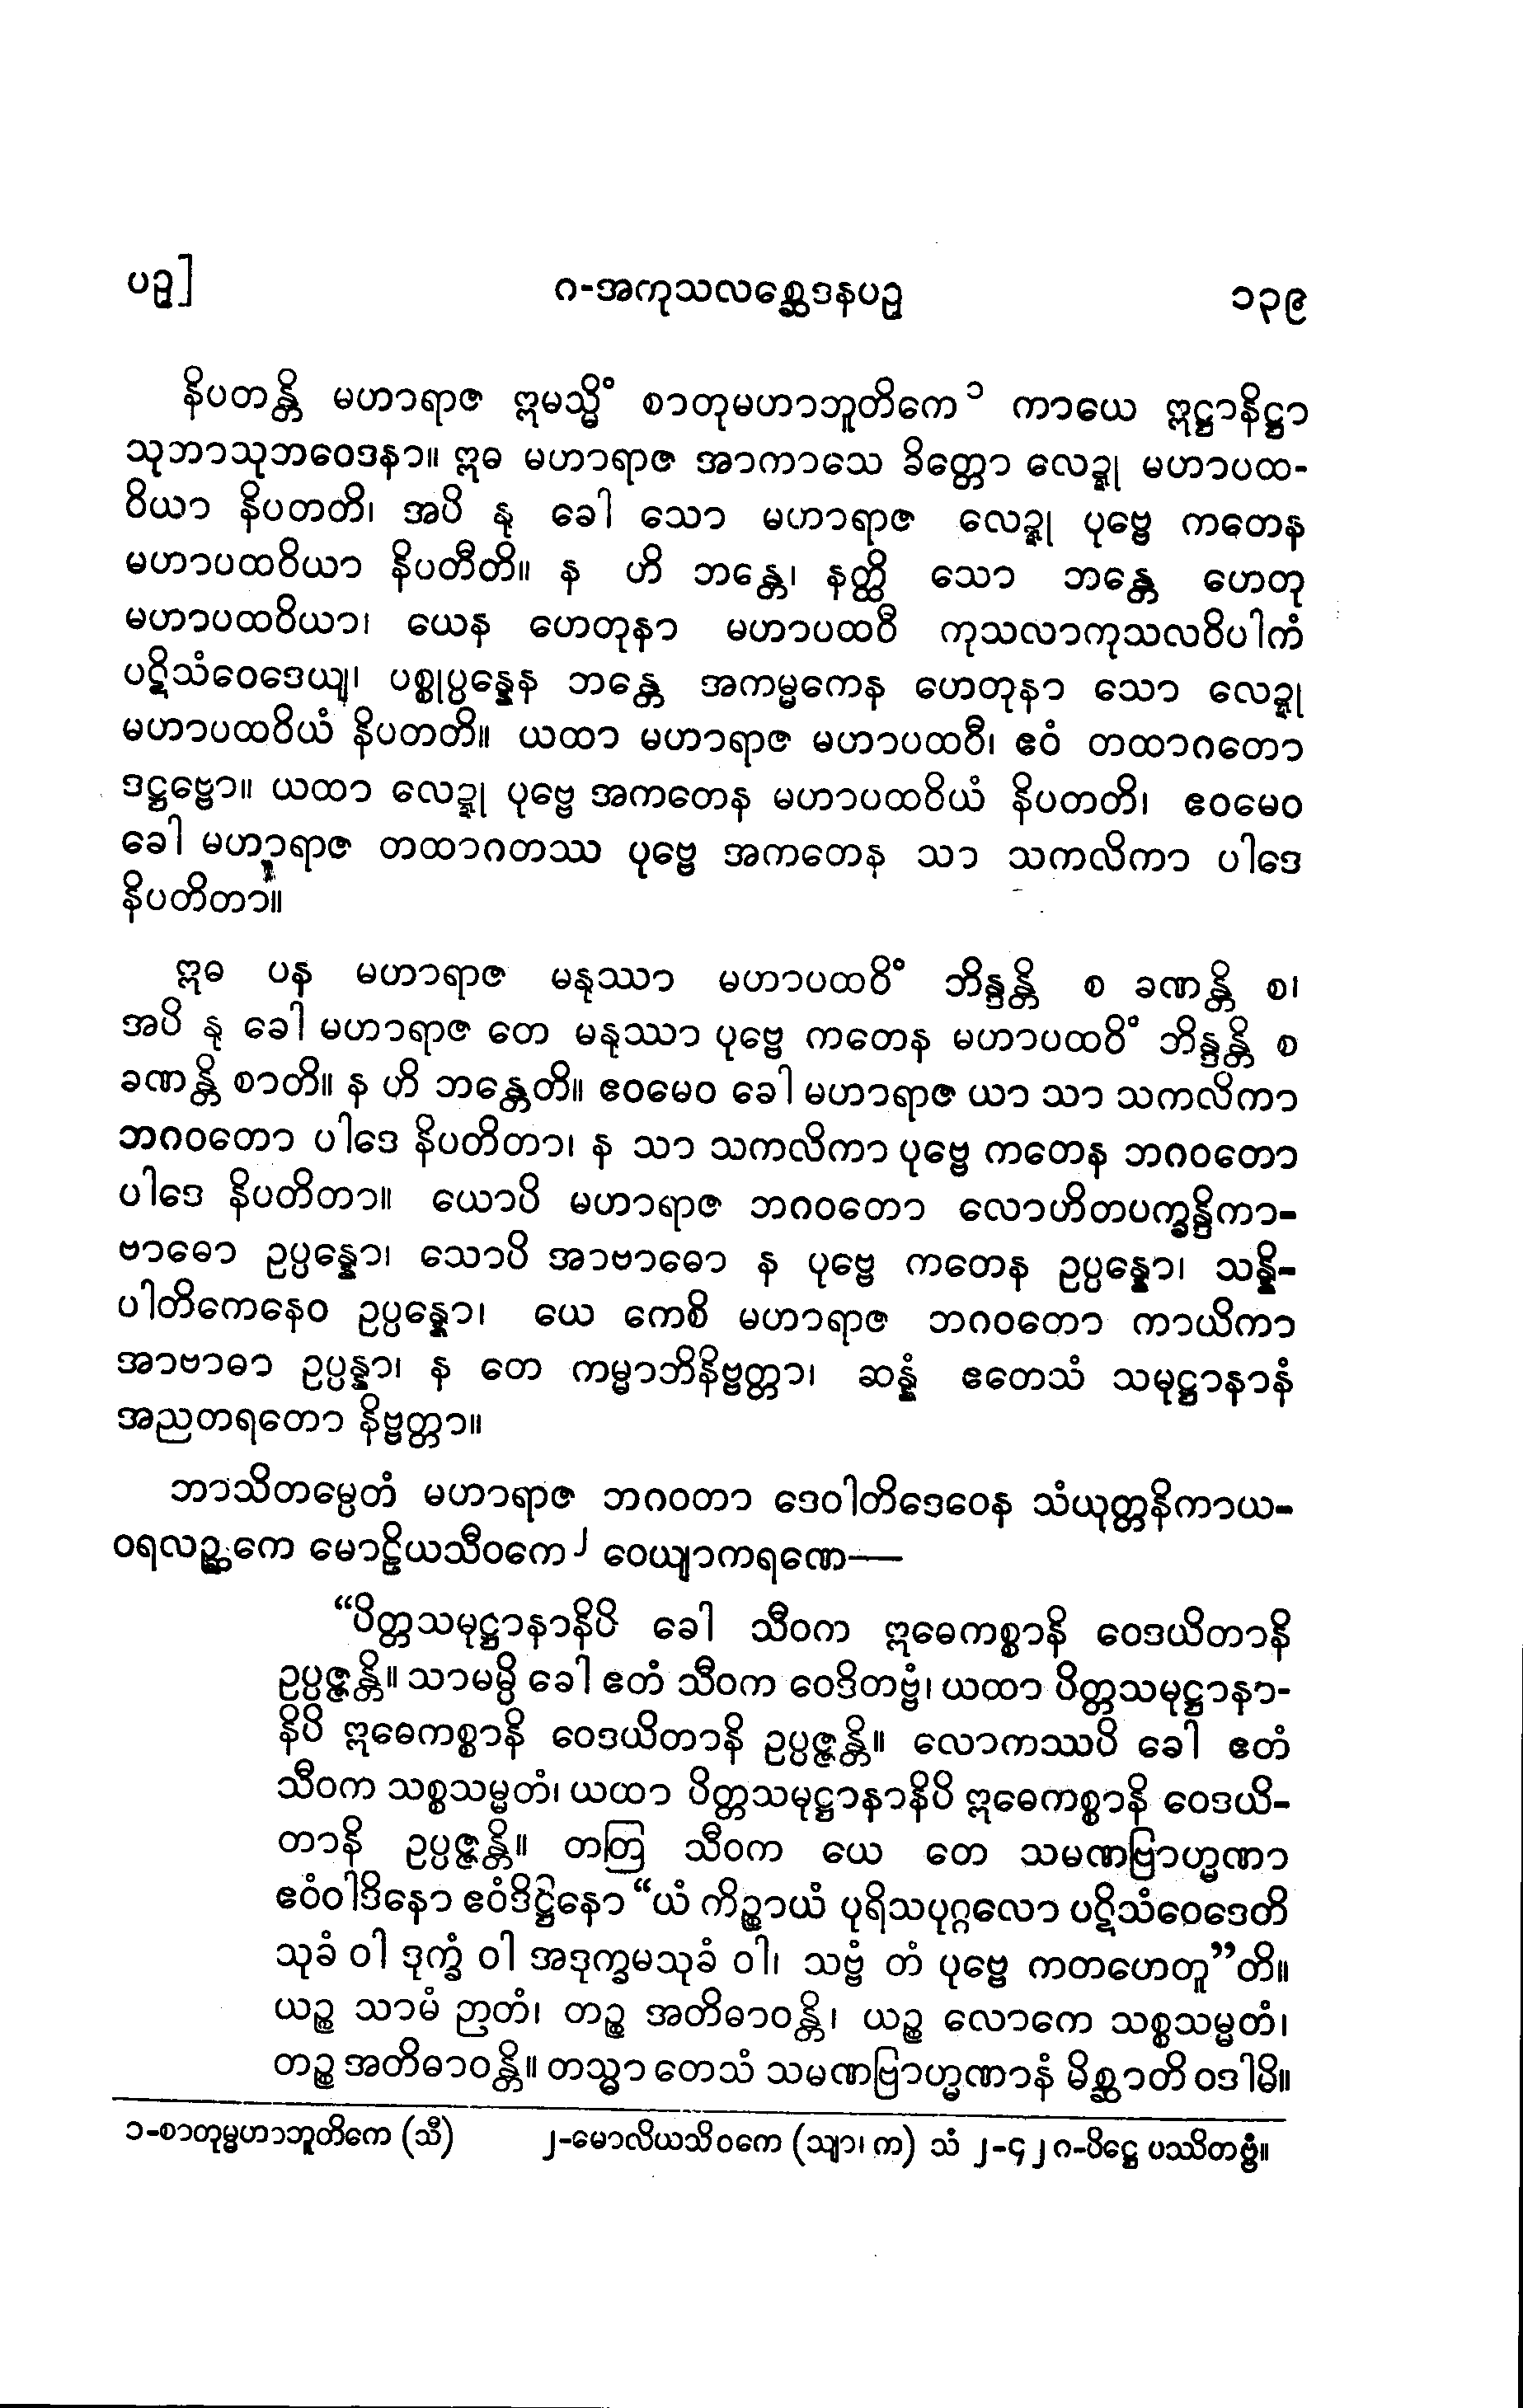 ပဥှ]
ဂ-အကုသလစ္ဆေဒနပဥှ
၁၃၉
နိပတန္တိ မဟာရာဇ ဣမသ္မိံ စာတုမဟာဘူတိကေ ၁ ကာယေ ဣဋ္ဌာနိဋ္ဌာ
သုဘာသုဘဝေဒနာ။ ဣဓ မဟာရာဇ အာကာသေ ခိတ္တော လေဍ္ဍု မဟာပထ-
ဝိယာ နိပတတိ၊ အပိ နု ခေါ သော မဟာရာဇ လေဍ္ဍု ပုဗ္ဗေ ကတေန
မဟာပထဝိယာ နိပတီတိ။ န ဟိ ဘန္တေ၊ နတ္ထိ သော ဘန္တေ ဟေတု
မဟာပထဝိယာ၊ ယေန ဟေတုနာ မဟာပထဝီ ကုသလာကုသလဝိပါကံ
ပဋိသံဝေဒေယျ၊ ပစ္စုပ္ပန္နေန ဘန္တေ အကမ္မကေန ဟေတုနာ သော လေဍ္ဍု
မဟာပထဝိယံ နိပတတိ။ ယထာ မဟာရာဇ မဟာပထဝီ၊ ဧဝံ တထာဂတော
ဒဋ္ဌဗ္ဗော။ ယထာ လေဍ္ဍု ပုဗ္ဗေ အကတေန မဟာပထဝိယံ နိပတတိ၊ ဧဝမေဝ
ခေါ မဟာရာဇ တထာဂတဿ ပုဗ္ဗေ အကတေန သာ သကလိကာ ပါဒေ
နိပတိတာ။
ဣဓ ပန မဟာရာဇ မနုဿာ မဟာပထဝိံ ဘိန္ဒန္တိ စ ခဏန္တိ စ၊
အပိ နု ခေါ မဟာရာဇ တေ မနုဿာ ပုဗ္ဗေ ကတေန မဟာပထဝိံ ဘိန္ဒန္တိ စ
ခဏန္တိ စာတိ။ န ဟိ ဘန္တေတိ။ ဧဝမေဝ ခေါ မဟာရာဇ ယာ သာ သကလိကာ
ဘဂဝတော ပါဒေ နိပတိတာ၊ န သာ သကလိကာ ပုဗ္ဗေ ကတေန ဘဂဝတော
ပါဒေ နိပတိတာ။ ယောပိ မဟာရာဇ ဘဂဝတော လောဟိတပက္ခန္ဒိကာ-
ဗာဓော ဥပ္ပန္နော၊ သောပိ အာဗာဓော န ပုဗ္ဗေ ကတေန ဥပ္ပန္နော၊ သန္နိ-
ပါတိကေနေဝ ဥပ္ပန္နော၊ ယေ ကေစိ မဟာရာဇ ဘဂဝတော ကာယိကာ
အာဗာဓာ ဥပ္ပန္နာ၊ န တေ ကမ္မာဘိနိဗ္ဗတ္တာ၊ ဆန္နံ ဧတေသံ သမုဋ္ဌာနာနံ
အညတရတော နိဗ္ဗတ္တာ။
ဘာသိတမ္ပေတံ မဟာရာဇ ဘဂဝတာ ဒေဝါတိဒေဝေန သံယုတ္တနိကာယ-
ဝရလဉ္ဆကေ မောဠိယသီဝကေ ၂ ဝေယျာကရဏေ—
“ပိတ္တသမုဋ္ဌာနာနိပိ ခေါ သီဝက ဣဓေကစ္စာနိ ဝေဒယိတာနိ
ဥပ္ပဇ္ဇန္တိ။ သာမမ္ပိ ခေါ ဧတံ သီဝက ဝေဒိတဗ္ဗံ၊ ယထာ ပိတ္တသမုဋ္ဌာနာ-
နိပိ ဣဓေကစ္စာနိ ဝေဒယိတာနိ ဥပ္ပဇ္ဇန္တိ။ လောကဿပိ ခေါ ဧတံ
သီဝက သစ္စသမ္မတံ၊ ယထာ ပိတ္တသမုဋ္ဌာနာနိပိ ဣဓေကစ္စာနိ ဝေဒယိ-
တာနိ ဥပ္ပဇ္ဇန္တိ။ တတြ သီဝက ယေ တေ သမဏဗြာဟ္မဏာ
ဧဝံဝါဒိနော ဧဝံဒိဋ္ဌိနော “ယံ ကိဉ္စာယံ ပုရိသပုဂ္ဂလော ပဋိသံဝေဒေတိ
သုခံ ဝါ ဒုက္ခံ ဝါ အဒုက္ခမသုခံ ဝါ၊ သဗ္ဗံ တံ ပုဗ္ဗေ ကတဟေတူ”တိ။
ယဉ္စ သာမံ ဉာတံ၊ တဉ္စ အတိဓာဝန္တိ၊ ယဉ္စ လောကေ သစ္စသမ္မတံ၊
တဉ္စ အတိဓာဝန္တိ။ တသ္မာ တေသံ သမဏဗြာဟ္မဏာနံ မိစ္ဆာတိ ဝဒါမိ။
၁-စာတုမ္မဟာဘူတိကေ (သီ) ၂-မောလိယသိဝကေ (သျာ၊ က) သံ ၂-၄၂၈-ပိဋ္ဌေ ပဿိတဗ္ဗံ။